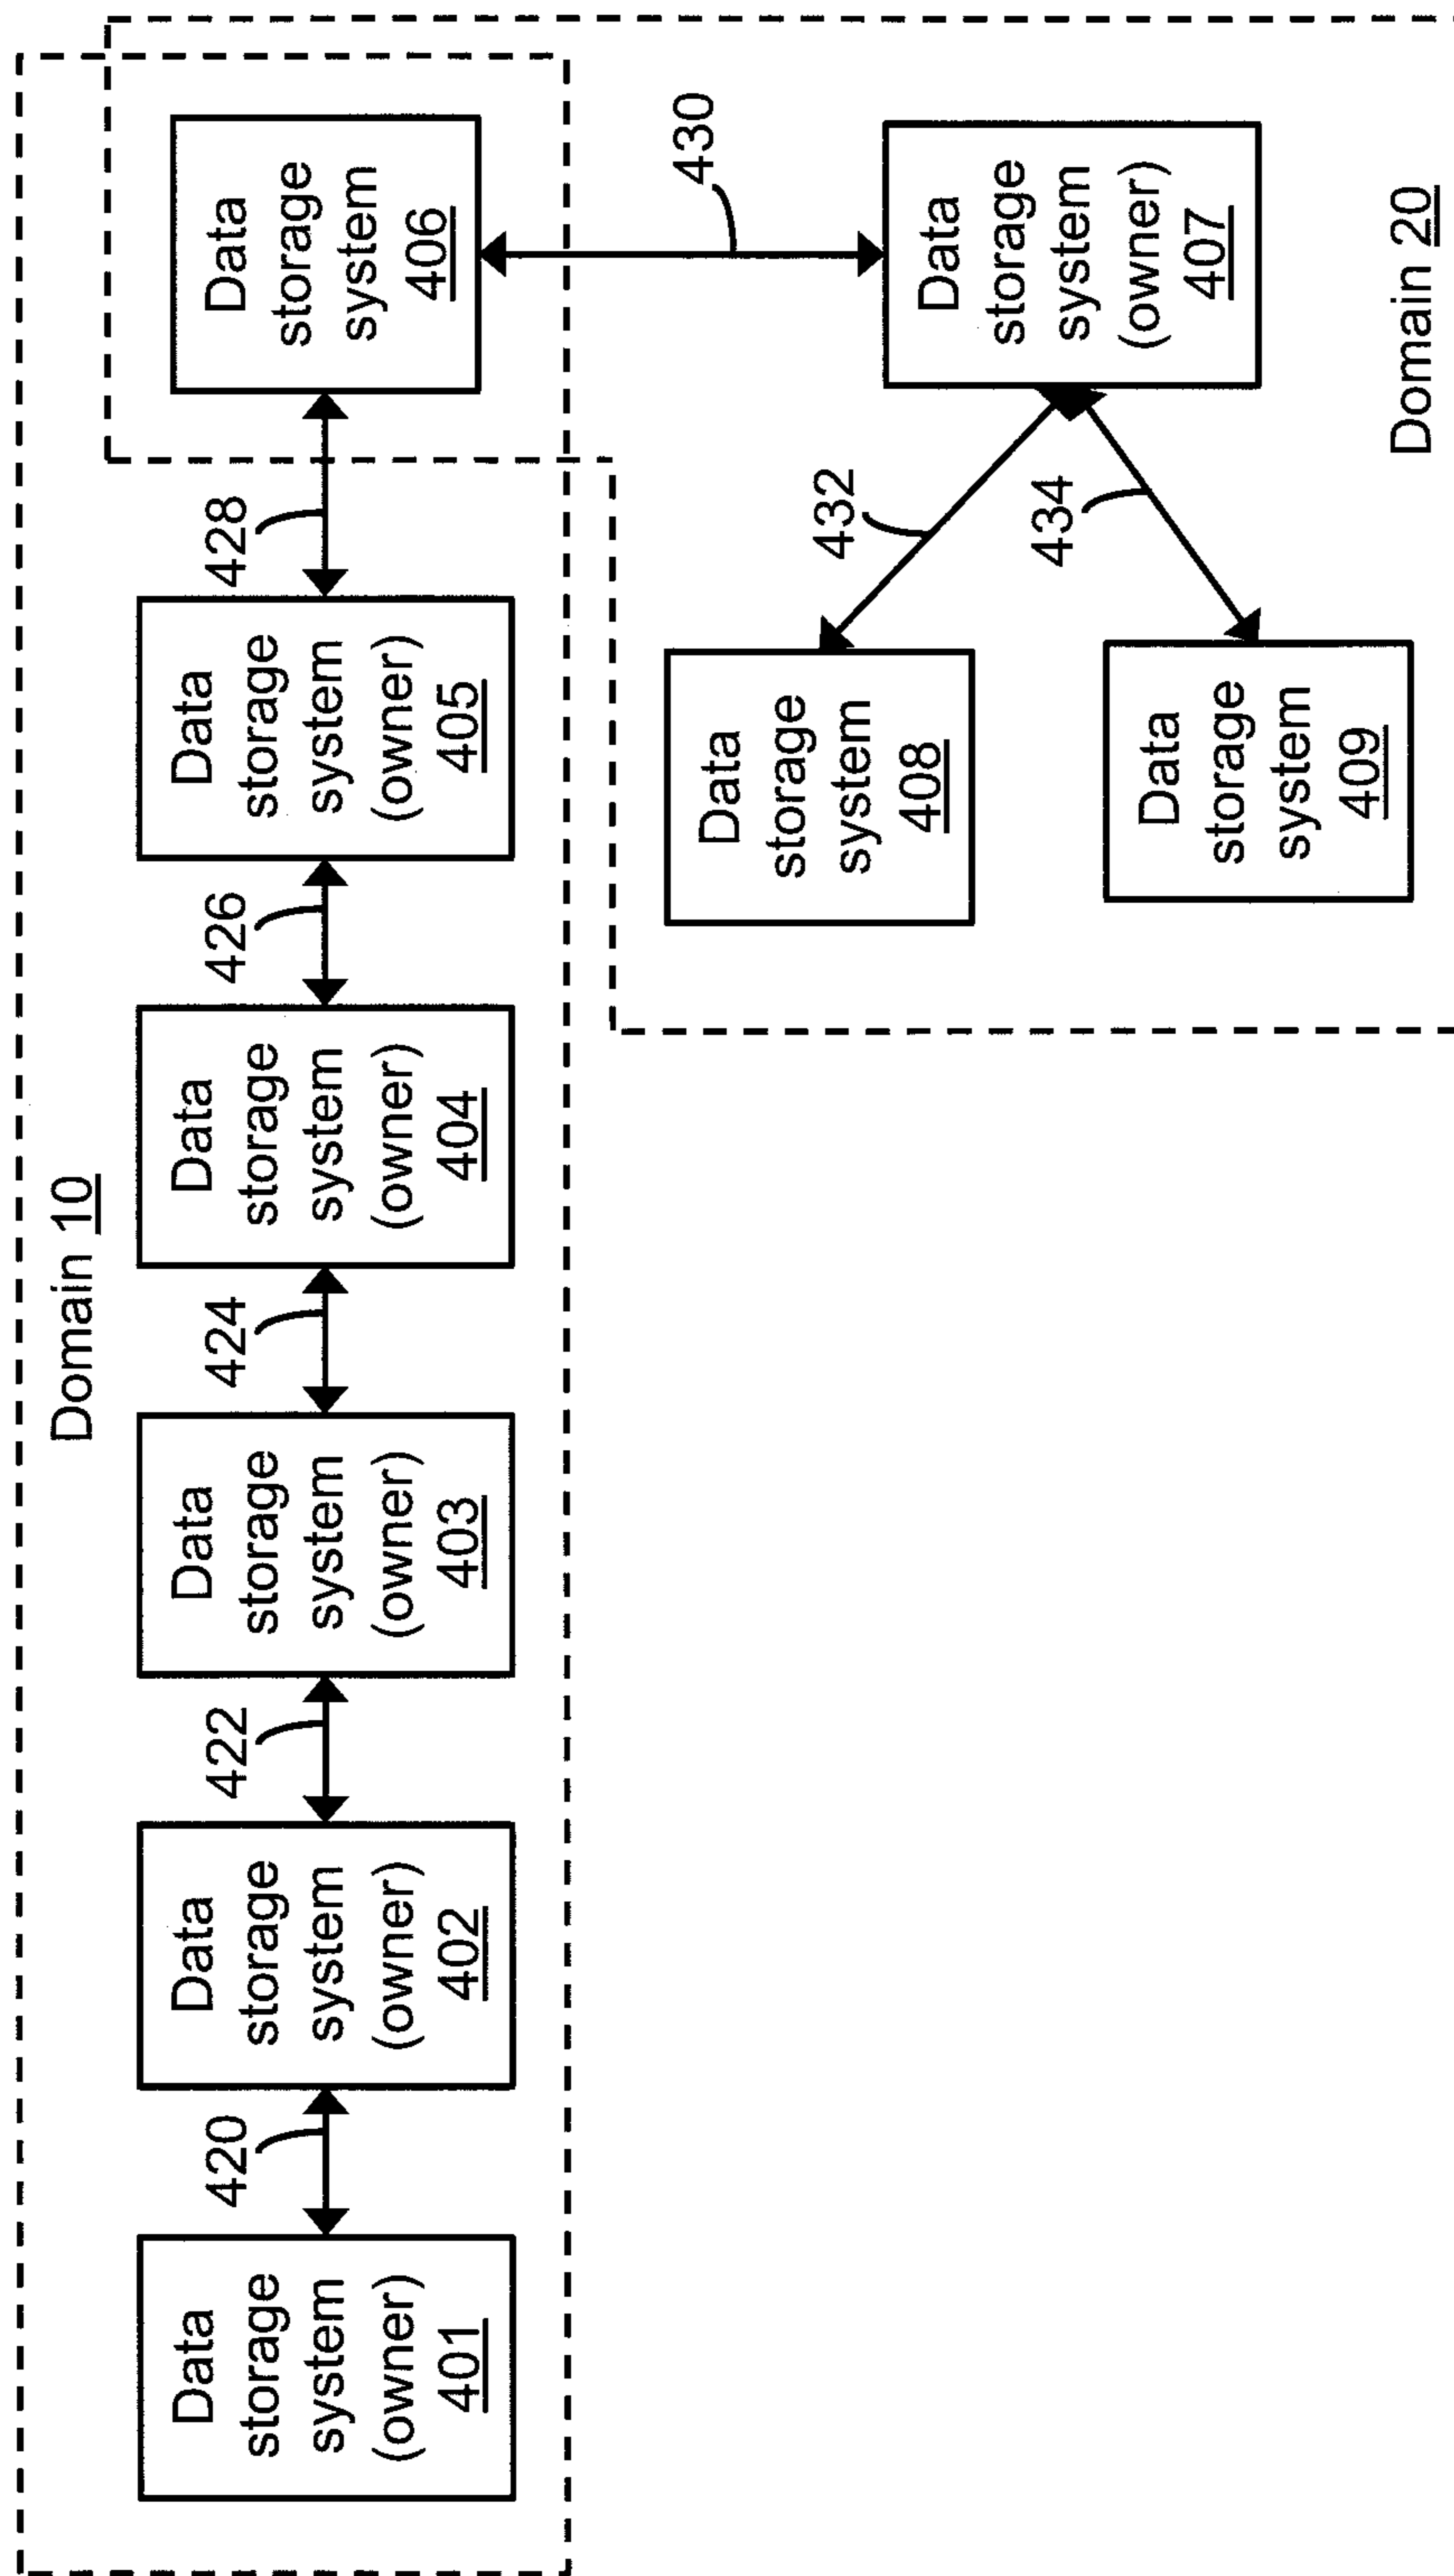 Domain 10
Data
storage
system
(owner)
401
420
Data
storage
system
(owner)
402
422
Data
storage
system
(owner)
403
424
Data
storage
system
(owner)
404
426
Data
storage
system
(owner)
405
428
Data
storage
system
406
430
Data
storage
system
(owner)
407
432
434
Data
storage
system
408
Data
storage
system
409
Domain 20